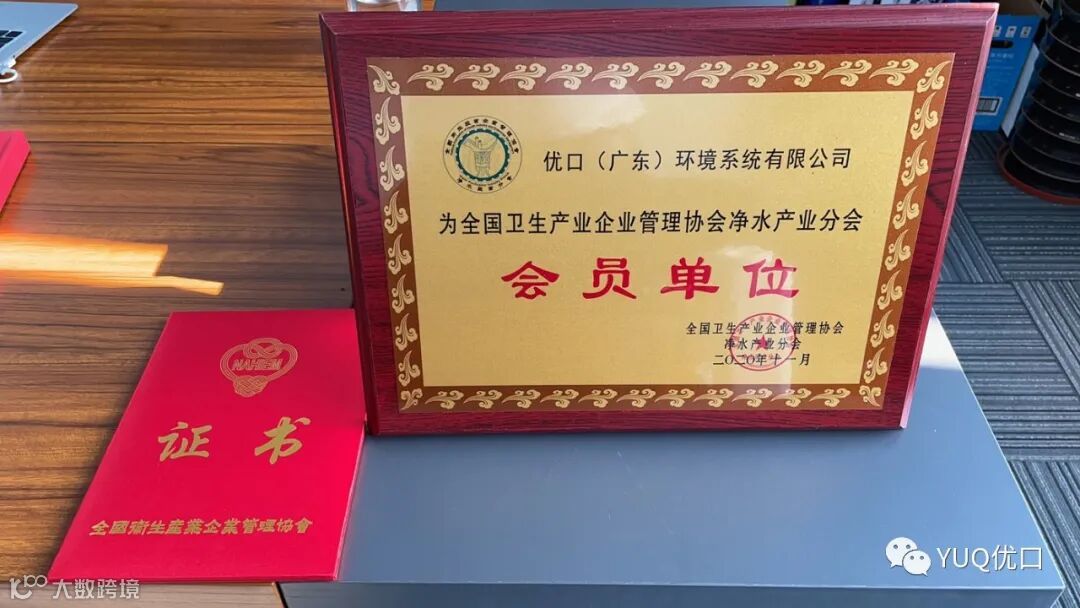 优口（广东）环境系统有限公司
为全国卫生产业企业管理协会净水产业分会
会员单位
全国卫生产业企业管理协会
净水产业分会
二〇二〇年十一月
NAHIEM
证书
全國衛生産業企業管理協會
YUQ优口
大数跨境